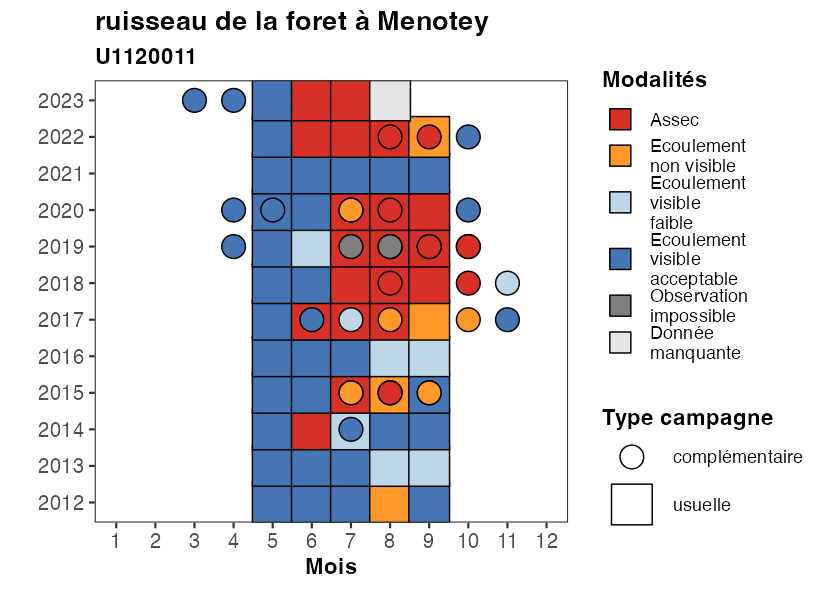 ruisseau de la foret à Menotey
U1120011
2023
2022
2021
2020
2019
2018
2017
2016
2015
2014
2013
2012
1 2 3 4 5 6 7 8 9 10 11 12
Mois
Modalités
Assec
Ecoulement
non visible
Ecoulement
visible
faible
Ecoulement
visible
acceptable
Observation
impossible
Donnée
manquante
Type campagne
complémentaire
usuelle